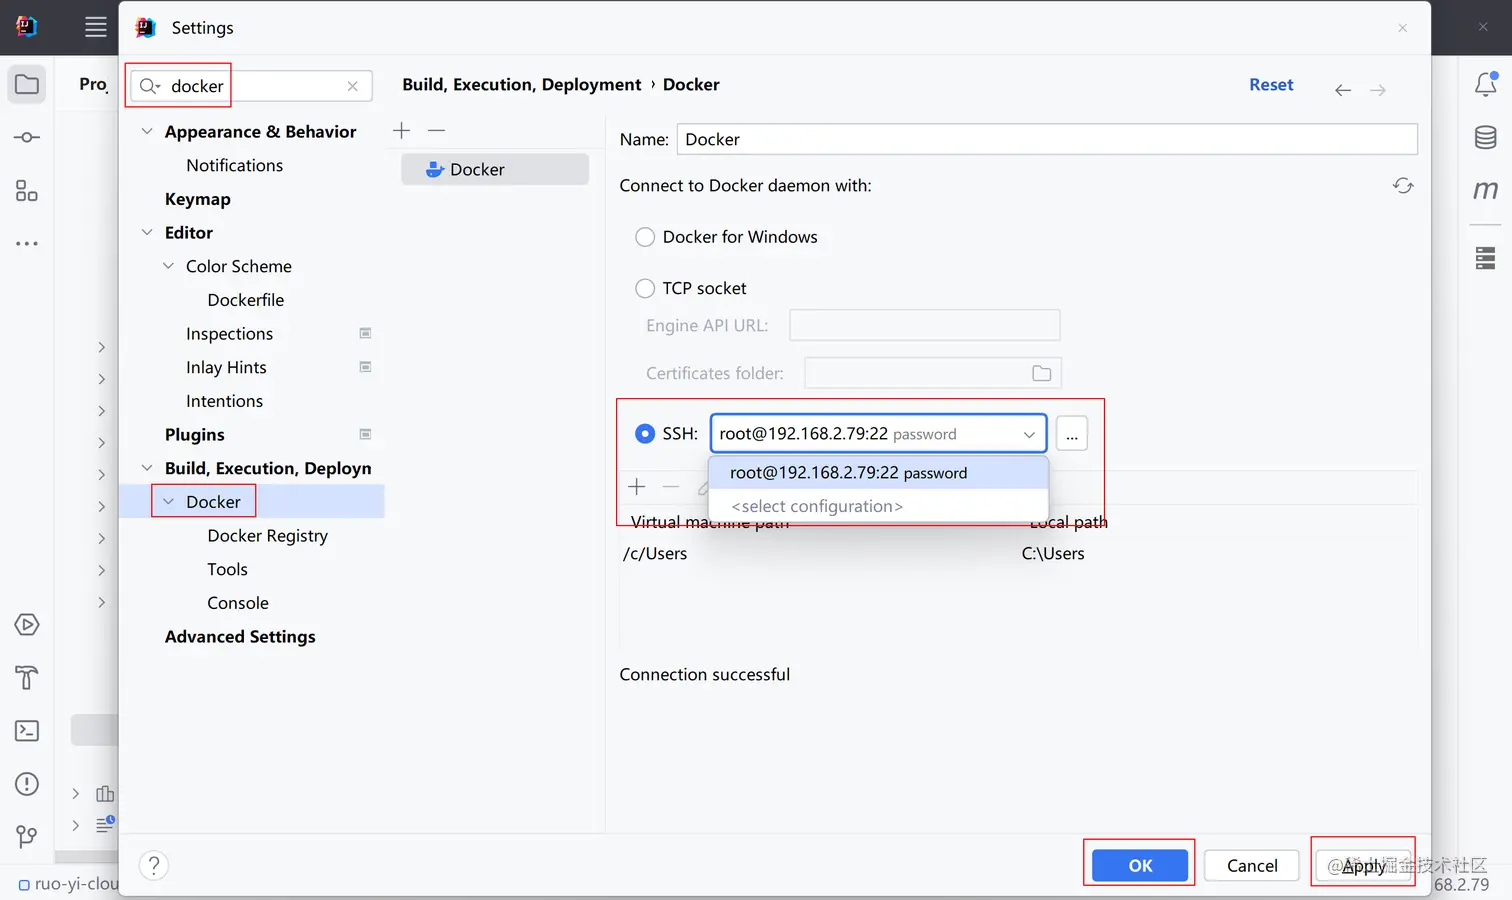 Settings
Pro
docker
Build, Execution, Deployment › Docker
Reset
Appearance & Behavior
Notifications
Keymap
Editor
Color Scheme
Dockerfile
Inspections
Inlay Hints
Intentions
Plugins
Build, Execution, Deployn
Docker
Docker Registry
Tools
Console
Advanced Settings
Docker
Name: Docker
Connect to Docker daemon with:
Docker for Windows
TCP socket
Engine API URL:
Certificates folder:
SSH: root@192.168.2.79:22 password
...
root@192.168.2.79:22 password
<select configuration>
Virtual machine path Local path
/c/Users C:\Users
Connection successful
m
?
OK
Cancel
Apply
@稀土掘金技术社区
ruo-yi-clou
68.2.79